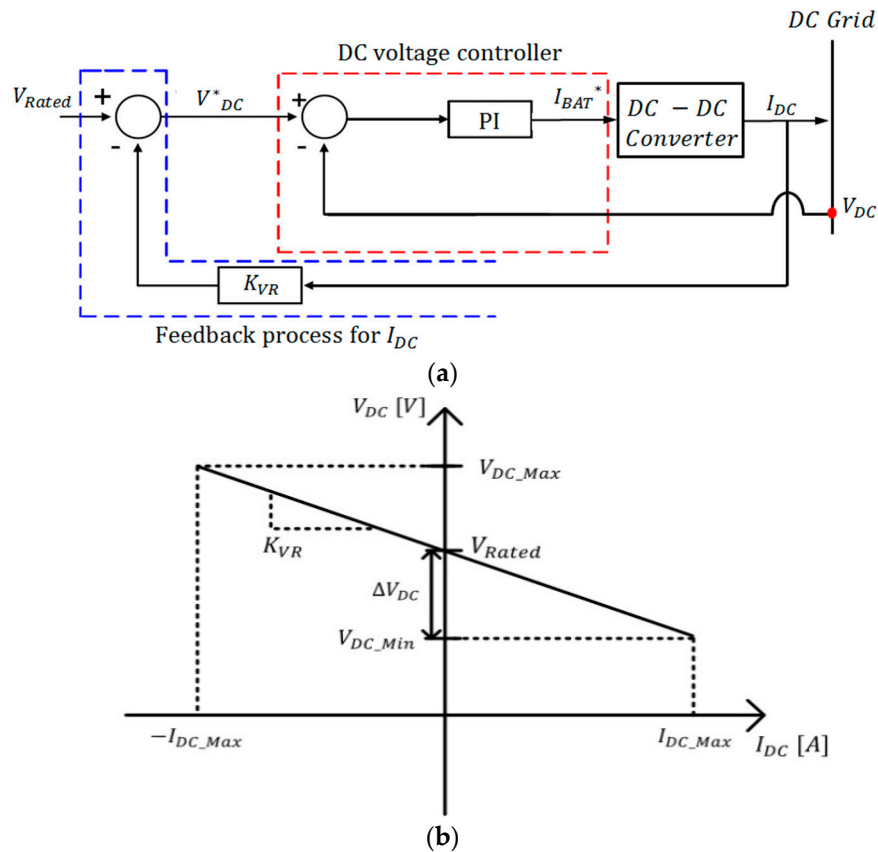 DC Grid
DC voltage controller
V_Rated
+
-
V*_DC
+
-
PI
I_BAT*
DC − DC
Converter
I_DC
V_DC
K_VR
Feedback process for I_DC
(a)
V_DC [V]
V_DC_Max
K_VR
V_Rated
ΔV_DC
V_DC_Min
−I_DC_Max
I_DC_Max
I_DC [A]
(b)